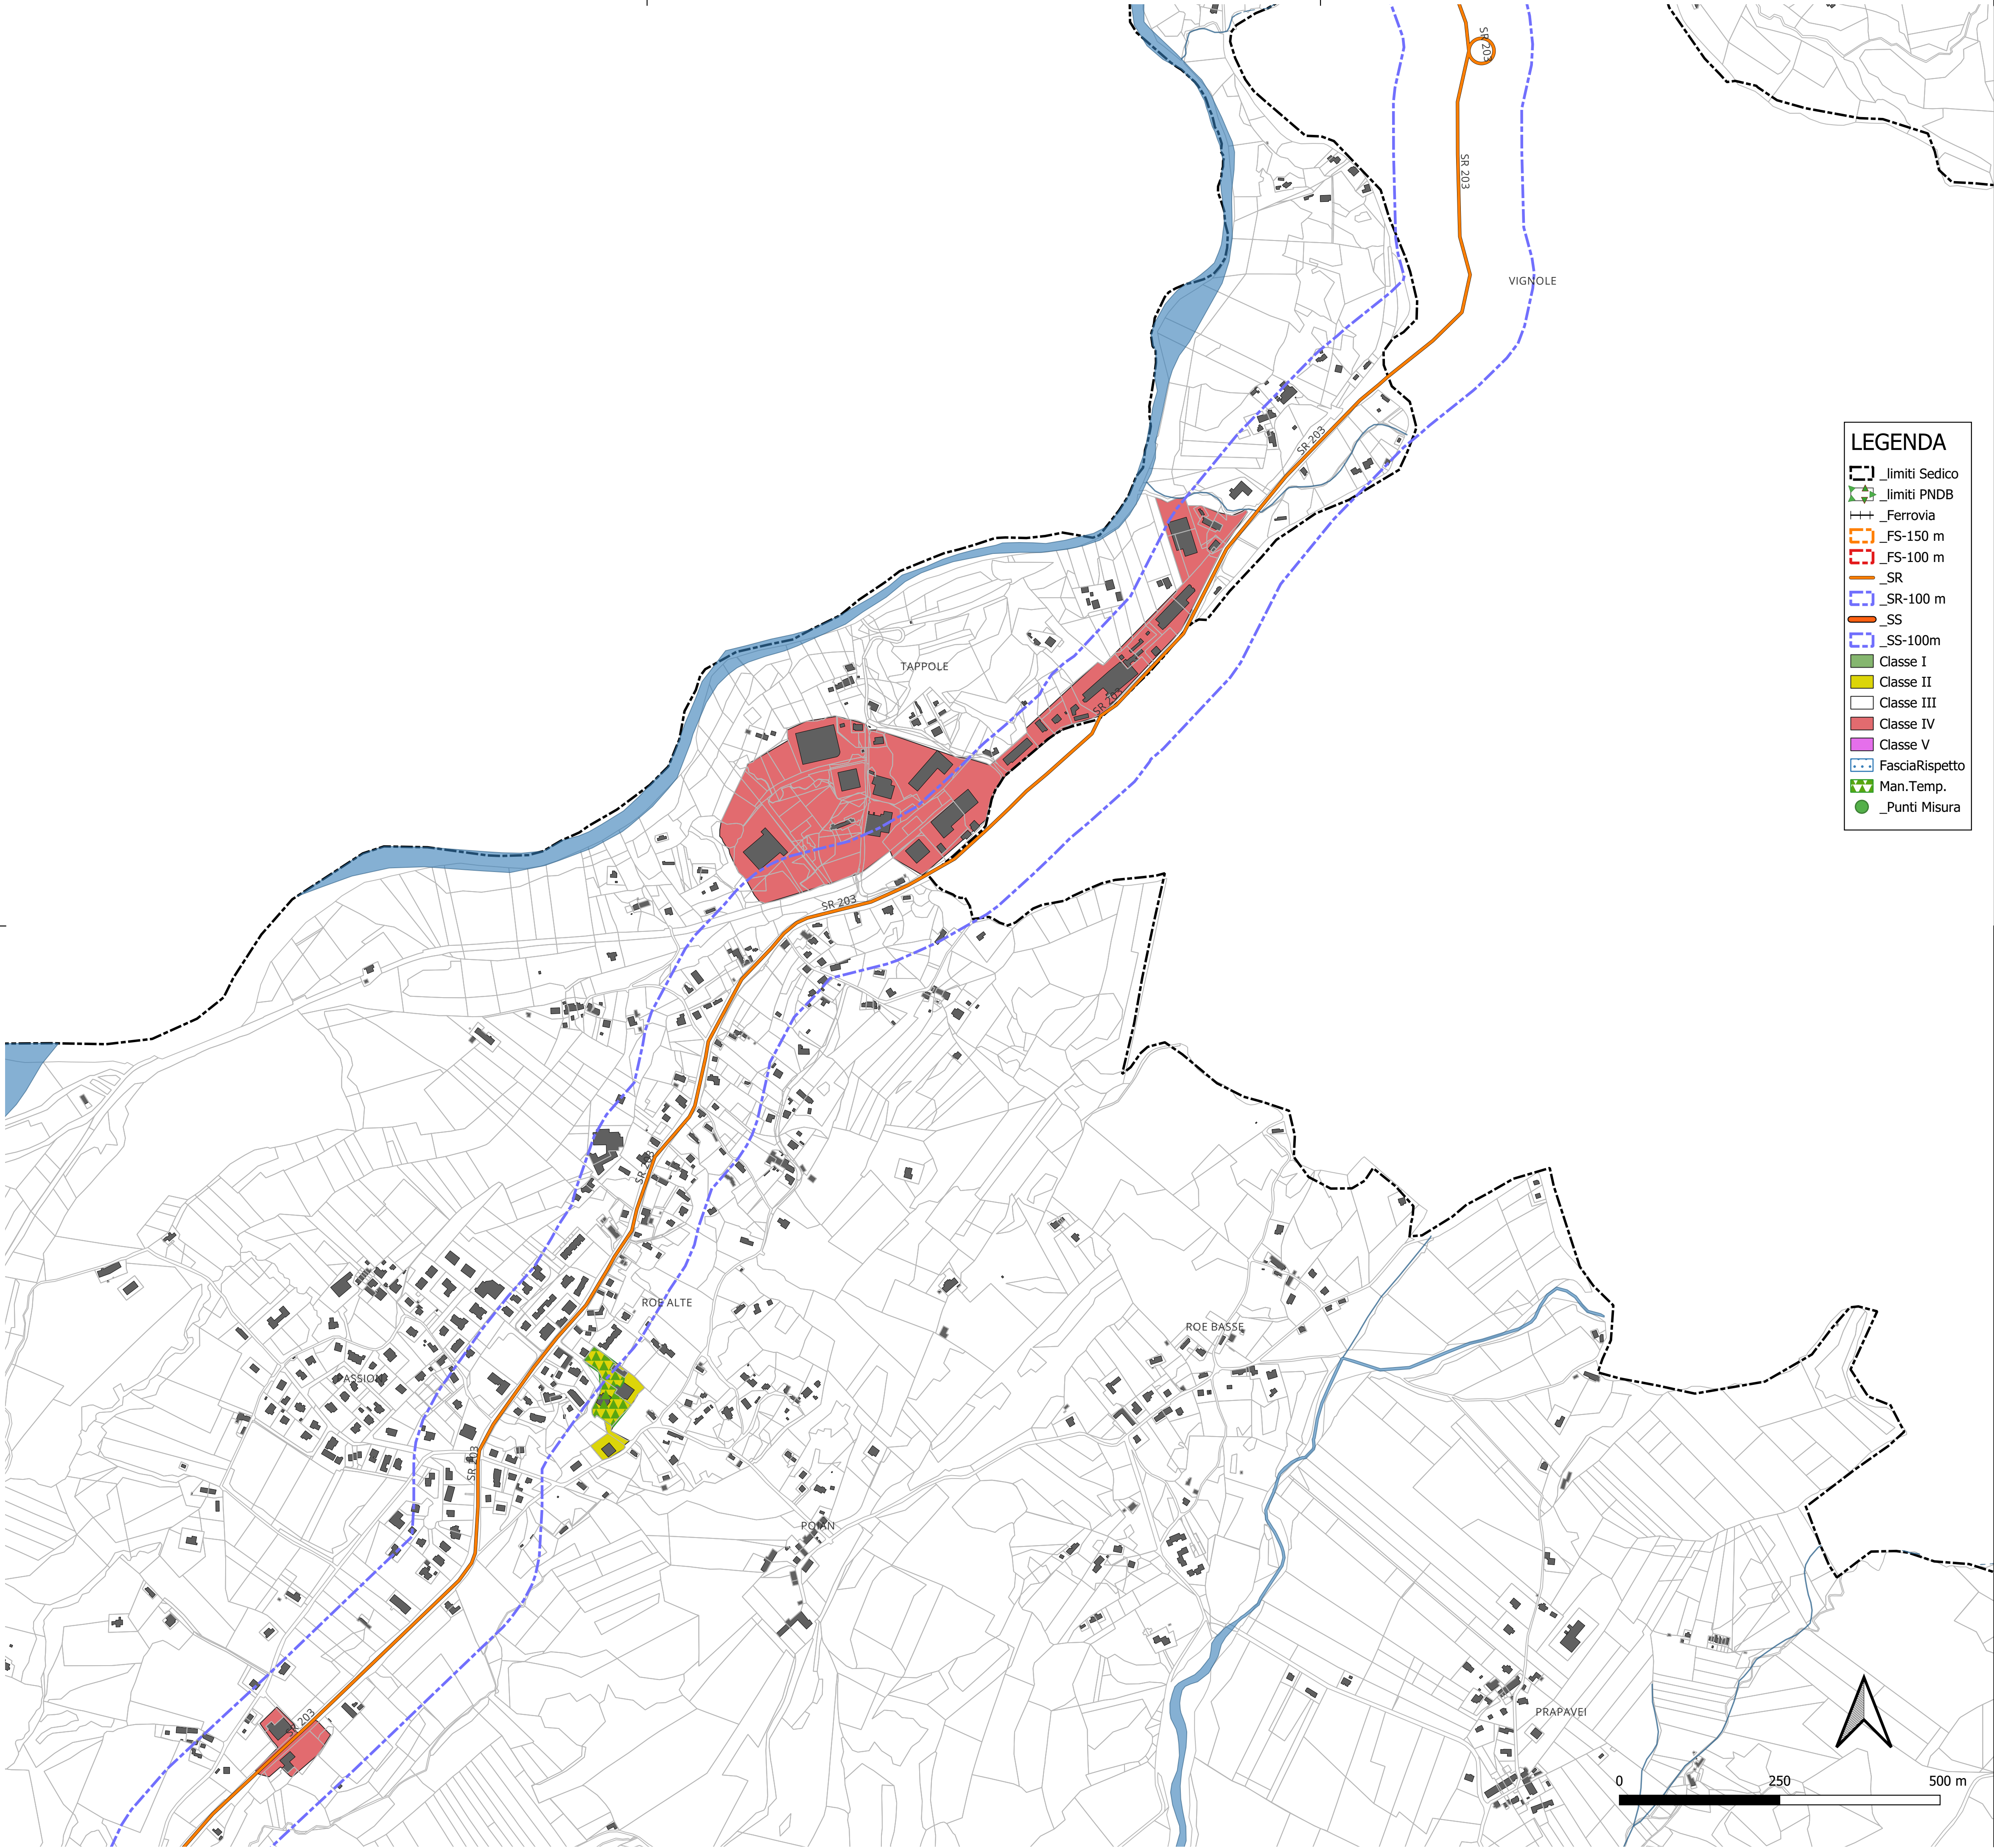 SR 203
SR 203
VIGNOLE
SR 203
LEGENDA
_limiti Sedico
_limiti PNDB
_Ferrovia
_FS-150 m
_FS-100 m
_SR
_SR-100 m
_SS
_SS-100m
Classe I
Classe II
Classe III
Classe IV
Classe V
FasciaRispetto
Man.Temp.
_Punti Misura
TAPPOLE
SR 203
SR 203
SR 203
ROE ALTE
ROE BASSE
PASSION
SR 203
POIAN
SR 203
PRAPAVEI
0 250 500 m